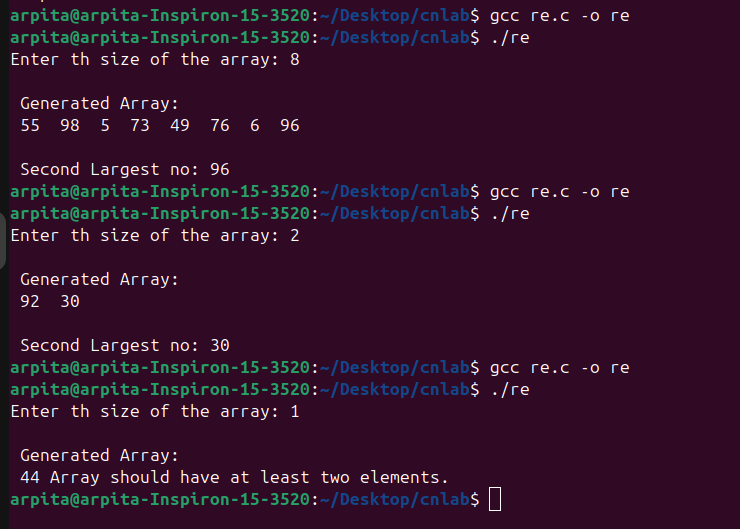 arpita@arpita-Inspiron-15-3520:~/Desktop/cnlab$ gcc re.c -o re
arpita@arpita-Inspiron-15-3520:~/Desktop/cnlab$ ./re
Enter th size of the array: 8
Generated Array:
55  98  5  73  49  76  6  96
Second Largest no: 96
arpita@arpita-Inspiron-15-3520:~/Desktop/cnlab$ gcc re.c -o re
arpita@arpita-Inspiron-15-3520:~/Desktop/cnlab$ ./re
Enter th size of the array: 2
Generated Array:
92  30
Second Largest no: 30
arpita@arpita-Inspiron-15-3520:~/Desktop/cnlab$ gcc re.c -o re
arpita@arpita-Inspiron-15-3520:~/Desktop/cnlab$ ./re
Enter th size of the array: 1
Generated Array:
44 Array should have at least two elements.
arpita@arpita-Inspiron-15-3520:~/Desktop/cnlab$